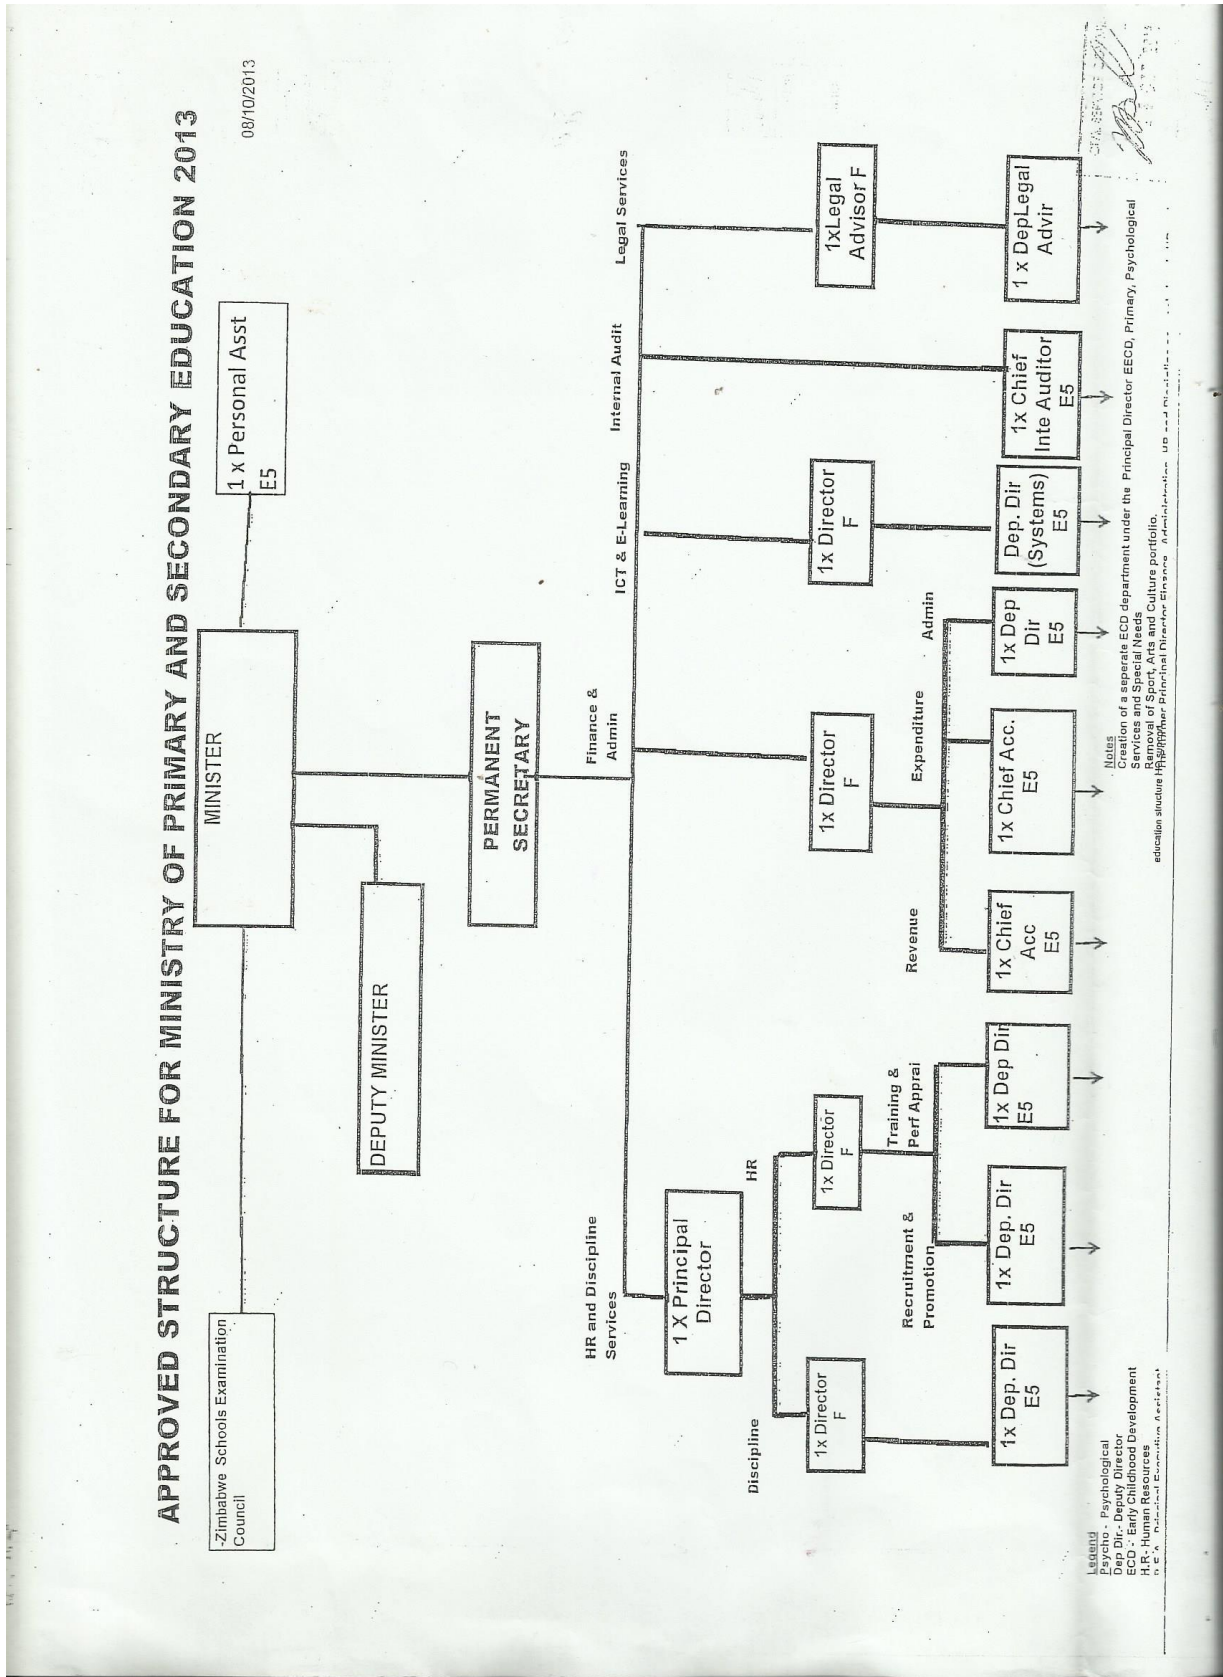 APPROVED STRUCTURE FOR MINISTRY OF PRIMARY AND SECONDARY EDUCATION 2013
08/10/2013
-Zimbabwe Schools Examination
Council
MINISTER
1 x Personal Asst
E5
DEPUTY MINISTER
PERMANENT
SECRETARY
HR and Discipline
Services
Finance &
Admin
ICT & E-Learning
Internal Audit
Legal Services
1 X Principal
Director
Discipline
HR
1x Director
F
1x Director
F
1x Director
F
1x Director
F
1xLegal
Advisor F
Recruitment &
Promotion
Training &
Perf Apprai
Revenue
Expenditure
Admin
1x Dep. Dir
E5
1x Dep. Dir
E5
1x Dep Dir
E5
1x Chief
Acc
E5
1x Chief Acc.
E5
1x Dep
Dir
E5
Dep. Dir
(Systems)
E5
1x Chief
Inte Auditor
E5
1 x DepLegal
Advir
Legend
Psycho - Psychological
Dep Dir.- Deputy Director
ECD - Early Childhood Development
H.R- Human Resources
Notes
Creation of a seperate ECD department under the Principal Director EECD, Primary, Psychological
Services and Special Needs
Removal of Sport, Arts and Culture portfolio.
education structure